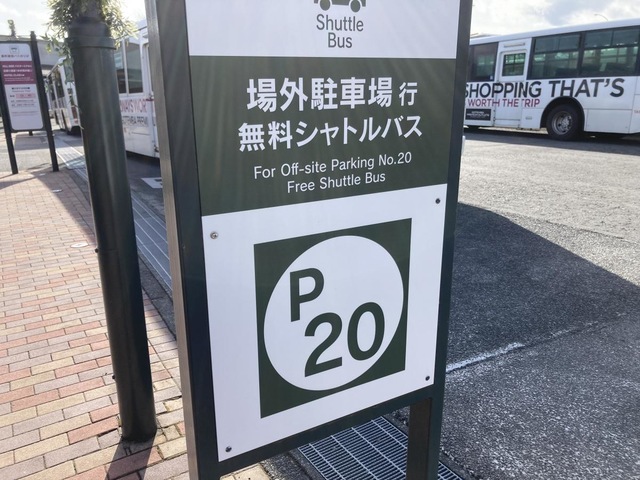 Shuttle
Bus
場外駐車場 行
無料シャトルバス
For Off-site Parking No.20
Free Shuttle Bus
P
20
SHOPPING THAT'S
WORTH THE TRIP